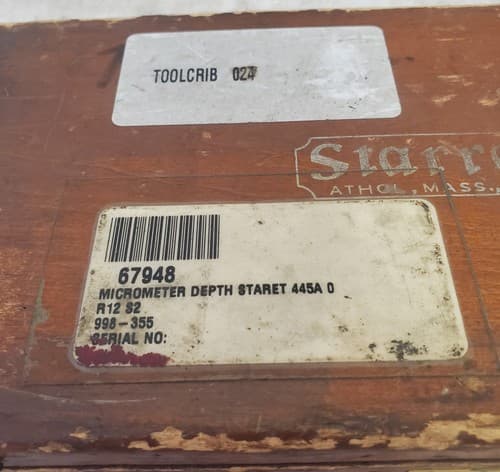 TOOLCRIB 024
Starr
ATHOL, MASS.,
67948
MICROMETER DEPTH STARET 445A 0
R12 S2
998-355
SERIAL NO: